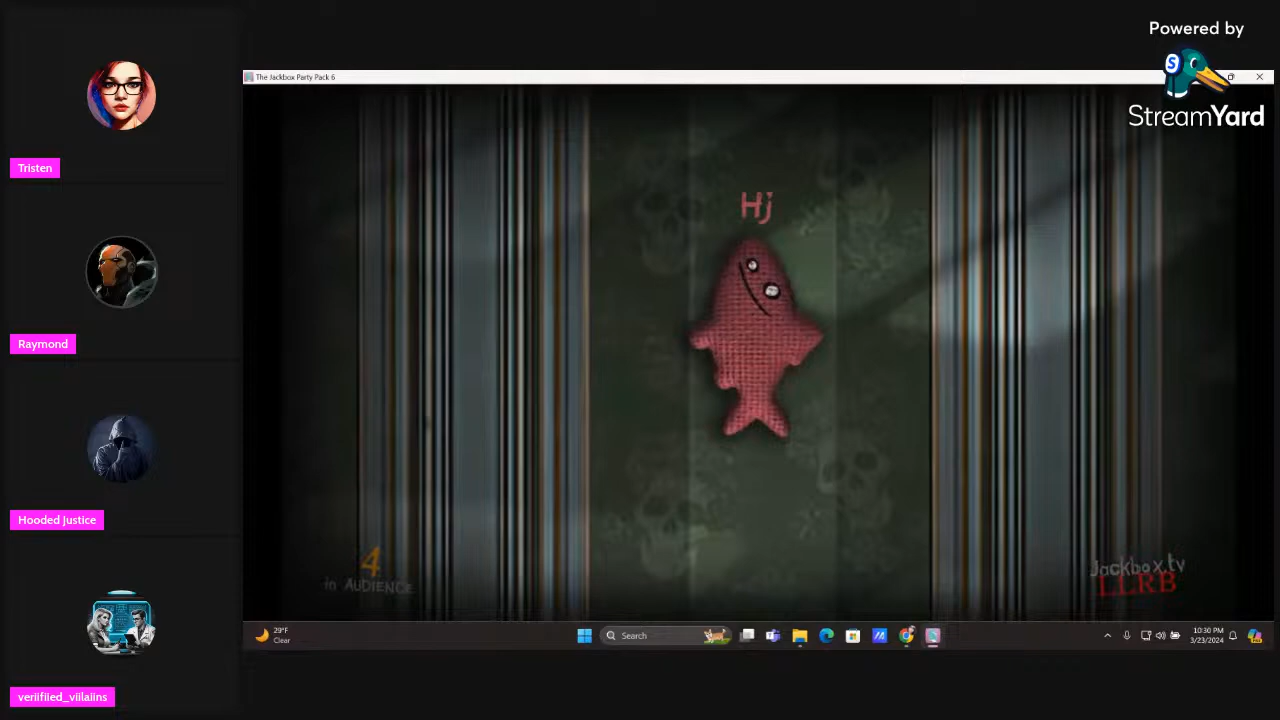 Powered by
StreamYard
The Jackbox Party Pack 6
Tristen
Raymond
Hooded Justice
veriifiied_viilaiins
Hj
4
in AUDIENCE
Jackbox.tv
LLRB
29°F
Clear
Search
10:30 PM
3/23/2024